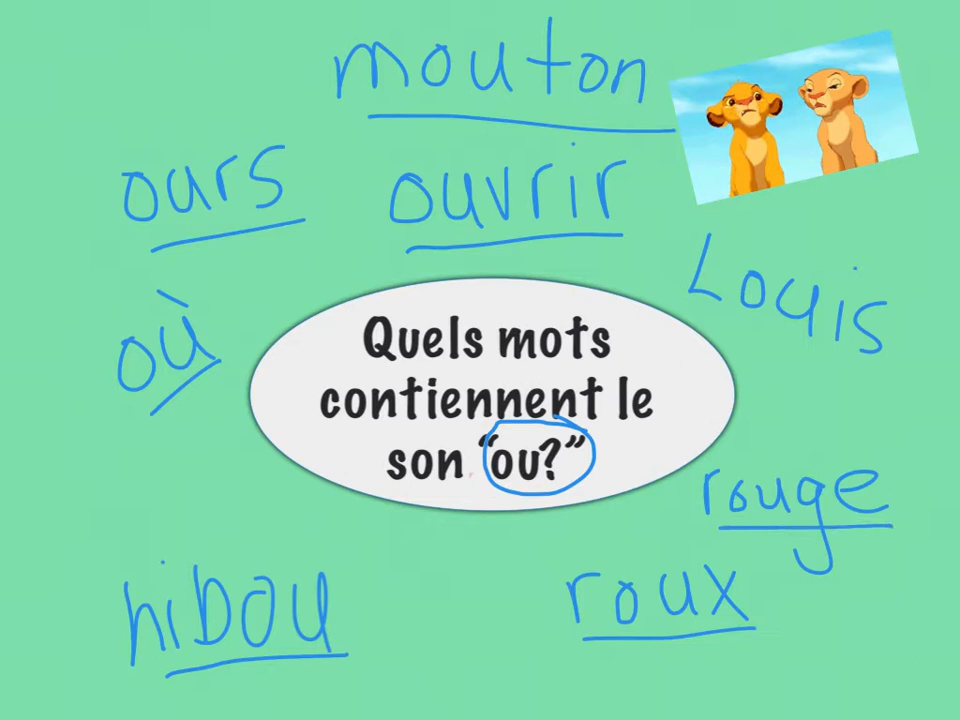 mouton
ours
ouvrir
Louis
où
Quels mots
contiennent le
son "ou?"
rouge
hibou
roux